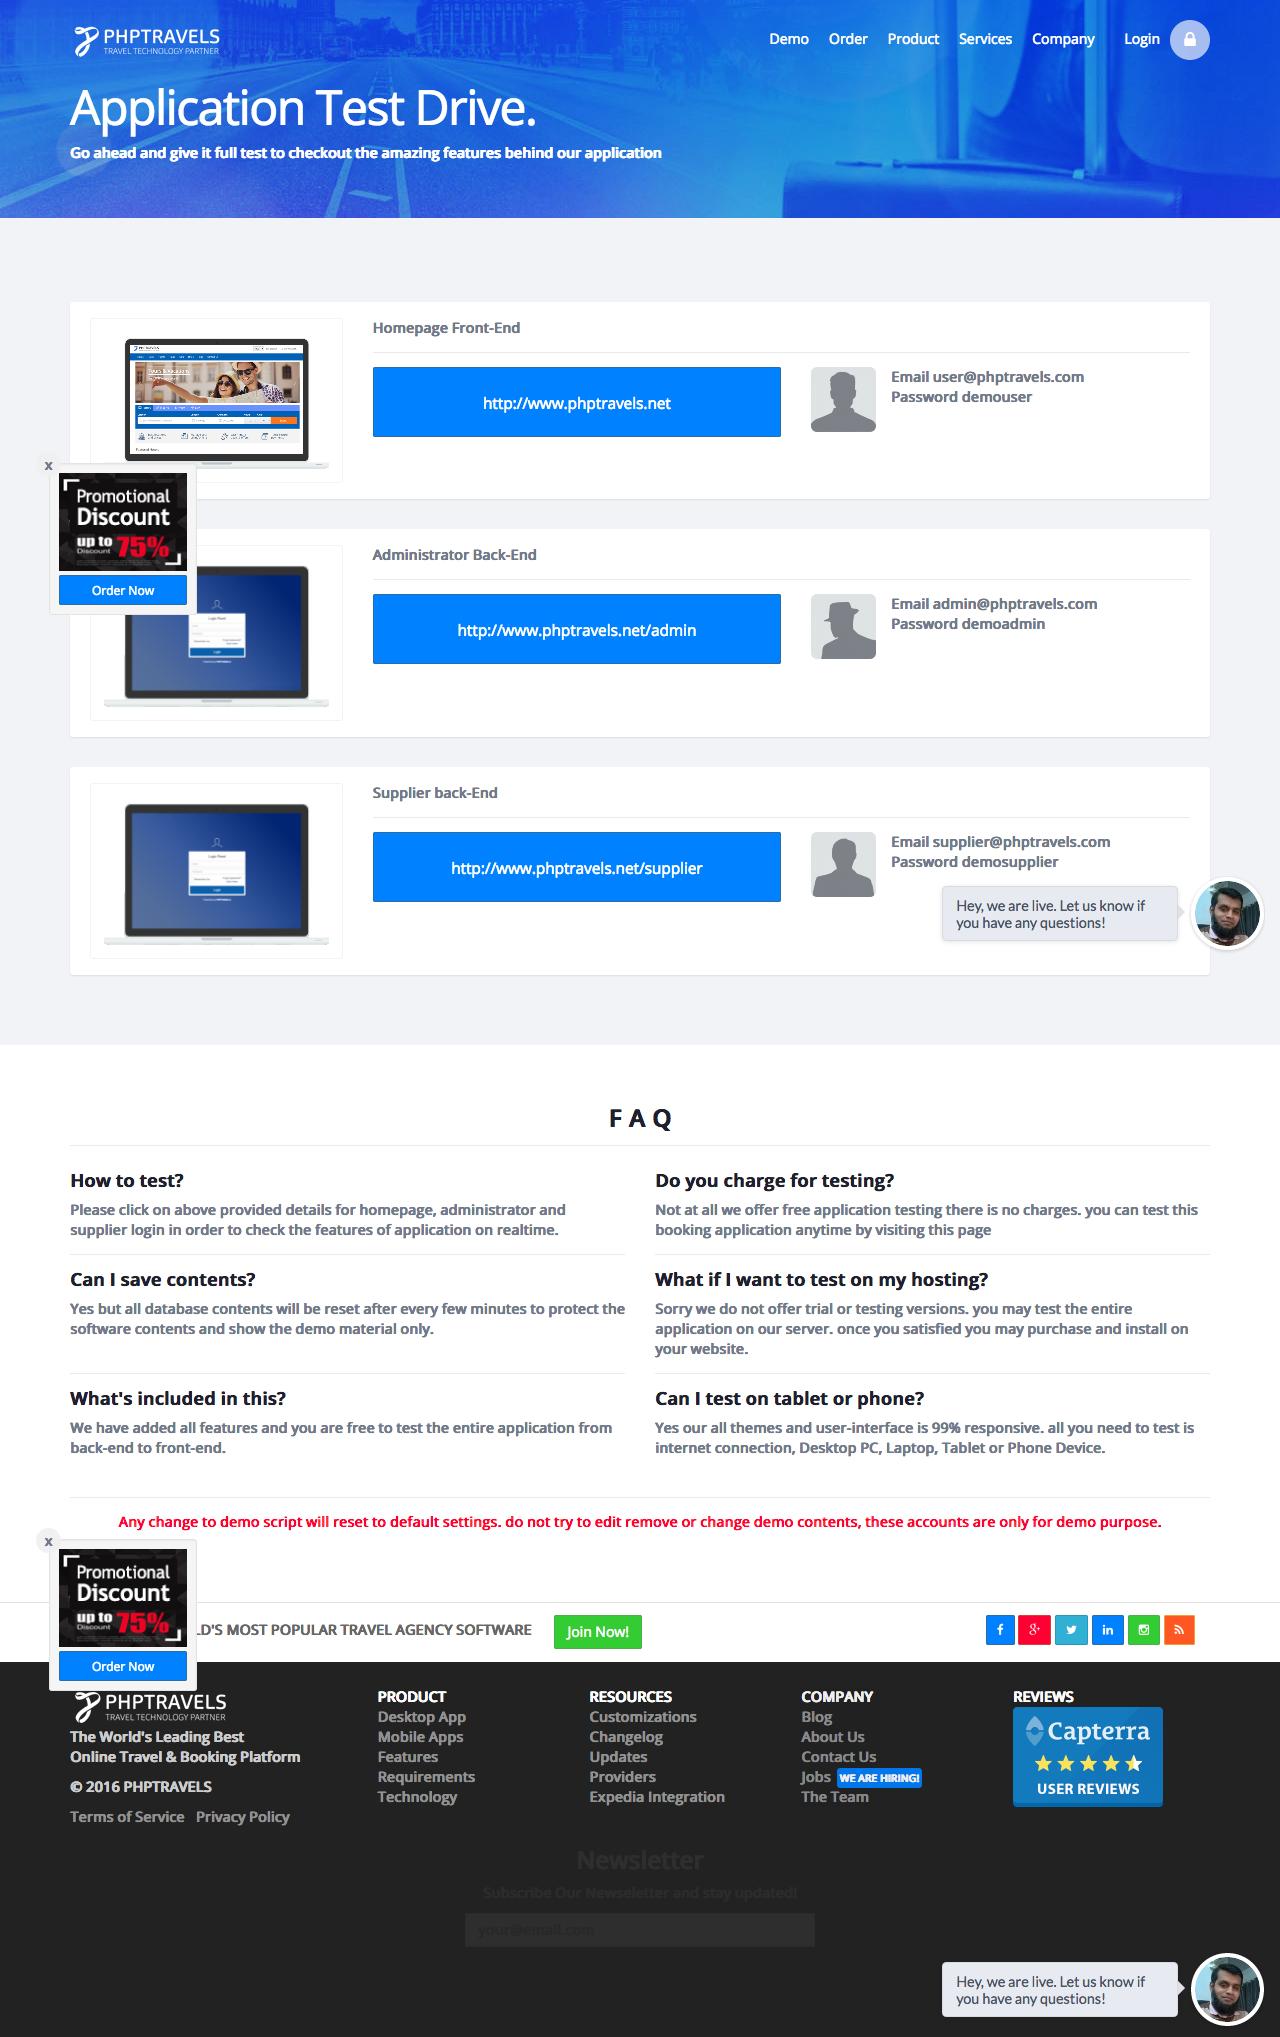 PHPTRAVELS
TRAVEL TECHNOLOGY PARTNER
Demo Order Product Services Company Login
Application Test Drive.
Go ahead and give it full test to checkout the amazing features behind our application
Homepage Front-End
http://www.phptravels.net
Email user@phptravels.com
Password demouser
x
Promotional
Discount
up to 75%
Discount
Order Now
Administrator Back-End
http://www.phptravels.net/admin
Email admin@phptravels.com
Password demoadmin
Supplier back-End
http://www.phptravels.net/supplier
Email supplier@phptravels.com
Password demosupplier
Hey, we are live. Let us know if
you have any questions!
F A Q
How to test?
Please click on above provided details for homepage, administrator and
supplier login in order to check the features of application on realtime.
Do you charge for testing?
Not at all we offer free application testing there is no charges. you can test this
booking application anytime by visiting this page
Can I save contents?
Yes but all database contents will be reset after every few minutes to protect the
software contents and show the demo material only.
What if I want to test on my hosting?
Sorry we do not offer trial or testing versions. you may test the entire
application on our server. once you satisfied you may purchase and install on
your website.
What's included in this?
We have added all features and you are free to test the entire application from
back-end to front-end.
Can I test on tablet or phone?
Yes our all themes and user-interface is 99% responsive. all you need to test is
internet connection, Desktop PC, Laptop, Tablet or Phone Device.
Any change to demo script will reset to default settings. do not try to edit remove or change demo contents, these accounts are only for demo purpose.
x
Promotional
Discount
up to 75%
Discount
Order Now
LD'S MOST POPULAR TRAVEL AGENCY SOFTWARE
Join Now!
PHPTRAVELS
TRAVEL TECHNOLOGY PARTNER
The World's Leading Best
Online Travel & Booking Platform
© 2016 PHPTRAVELS
Terms of Service Privacy Policy
PRODUCT
Desktop App
Mobile Apps
Features
Requirements
Technology
RESOURCES
Customizations
Changelog
Updates
Providers
Expedia Integration
COMPANY
Blog
About Us
Contact Us
Jobs WE ARE HIRING!
The Team
REVIEWS
Capterra
USER REVIEWS
Newsletter
Subscribe Our Newseletter and stay updated!
your@email.com
Hey, we are live. Let us know if
you have any questions!